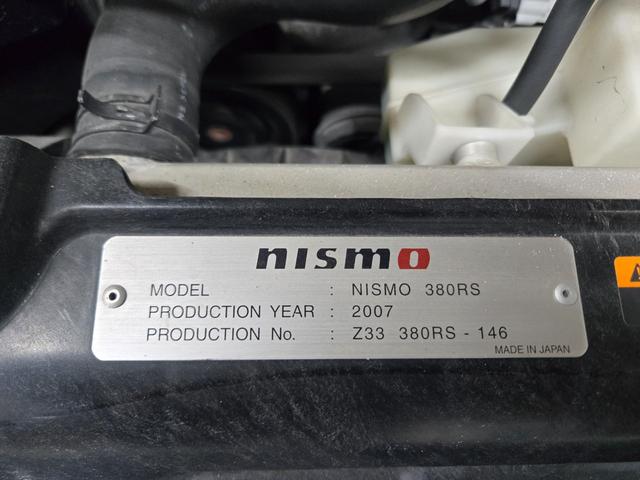 nismo
MODEL : NISMO 380RS
PRODUCTION YEAR : 2007
PRODUCTION No. : Z33 380RS - 146
MADE IN JAPAN